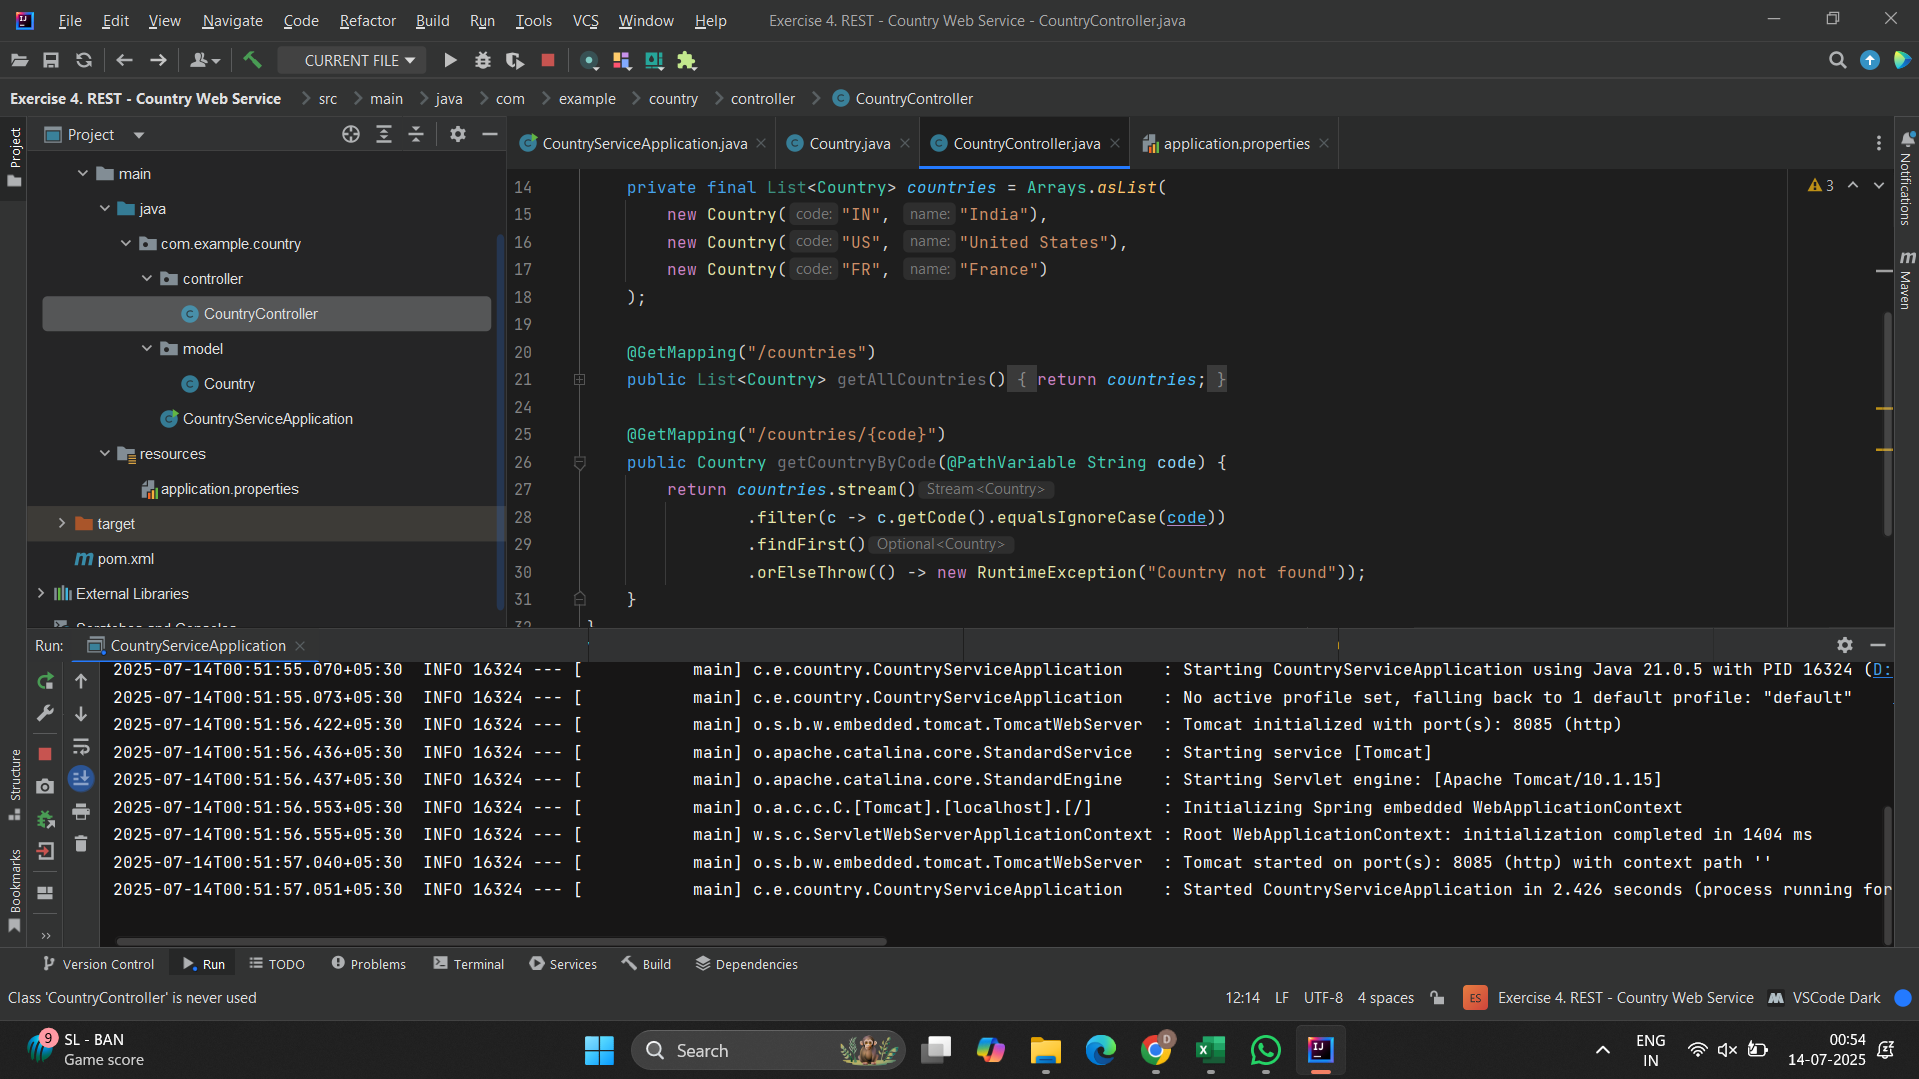 File Edit View Navigate Code Refactor Build Run Tools VCS Window Help Exercise 4. REST - Country Web Service - CountryController.java
CURRENT FILE
Exercise 4. REST - Country Web Service src main java com example country controller CountryController
Project
Project
CountryServiceApplication.java Country.java CountryController.java application.properties
main
java
com.example.country
controller
CountryController
model
Country
CountryServiceApplication
resources
application.properties
target
pom.xml
External Libraries
14 private final List<Country> countries = Arrays.asList(
15 new Country( code: "IN", name: "India"),
16 new Country( code: "US", name: "United States"),
17 new Country( code: "FR", name: "France")
18 );
19
20 @GetMapping("/countries")
21 public List<Country> getAllCountries() { return countries; }
24
25 @GetMapping("/countries/{code}")
26 public Country getCountryByCode(@PathVariable String code) {
27 return countries.stream() Stream<Country>
28 .filter(c -> c.getCode().equalsIgnoreCase(code))
29 .findFirst() Optional<Country>
30 .orElseThrow(() -> new RuntimeException("Country not found"));
31 }
3
Notifications
Maven
Run: CountryServiceApplication
2025-07-14T00:51:55.070+05:30 INFO 16324 --- [ main] c.e.country.CountryServiceApplication : Starting CountryServiceApplication using Java 21.0.5 with PID 16324 (D:
2025-07-14T00:51:55.073+05:30 INFO 16324 --- [ main] c.e.country.CountryServiceApplication : No active profile set, falling back to 1 default profile: "default"
2025-07-14T00:51:56.422+05:30 INFO 16324 --- [ main] o.s.b.w.embedded.tomcat.TomcatWebServer : Tomcat initialized with port(s): 8085 (http)
2025-07-14T00:51:56.436+05:30 INFO 16324 --- [ main] o.apache.catalina.core.StandardService : Starting service [Tomcat]
2025-07-14T00:51:56.437+05:30 INFO 16324 --- [ main] o.apache.catalina.core.StandardEngine : Starting Servlet engine: [Apache Tomcat/10.1.15]
2025-07-14T00:51:56.553+05:30 INFO 16324 --- [ main] o.a.c.c.C.[Tomcat].[localhost].[/] : Initializing Spring embedded WebApplicationContext
2025-07-14T00:51:56.555+05:30 INFO 16324 --- [ main] w.s.c.ServletWebServerApplicationContext : Root WebApplicationContext: initialization completed in 1404 ms
2025-07-14T00:51:57.040+05:30 INFO 16324 --- [ main] o.s.b.w.embedded.tomcat.TomcatWebServer : Tomcat started on port(s): 8085 (http) with context path ''
2025-07-14T00:51:57.051+05:30 INFO 16324 --- [ main] c.e.country.CountryServiceApplication : Started CountryServiceApplication in 2.426 seconds (process running for
Structure
Bookmarks
Version Control Run TODO Problems Terminal Services Build Dependencies
Class 'CountryController' is never used 12:14 LF UTF-8 4 spaces ES Exercise 4. REST - Country Web Service VSCode Dark
9 SL - BAN
Game score
Search
D
ENG
IN
00:54
14-07-2025